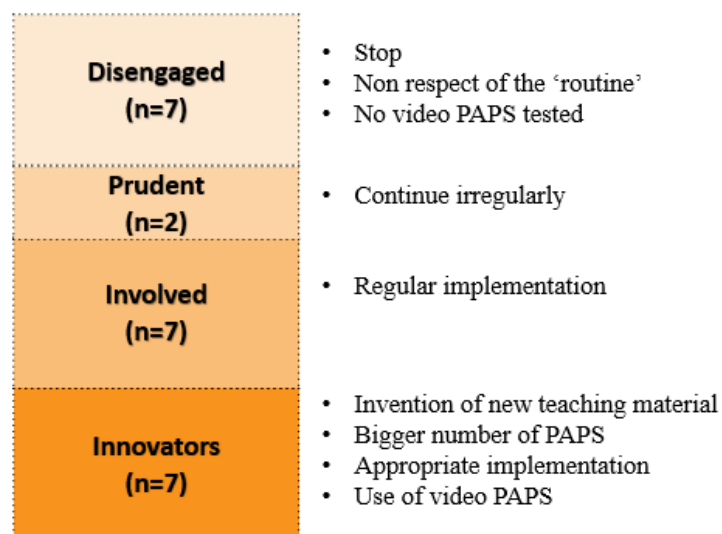 Disengaged
(n=7)
• Stop
• Non respect of the ‘routine’
• No video PAPS tested
Prudent
(n=2)
• Continue irregularly
Involved
(n=7)
• Regular implementation
Innovators
(n=7)
• Invention of new teaching material
• Bigger number of PAPS
• Appropriate implementation
• Use of video PAPS